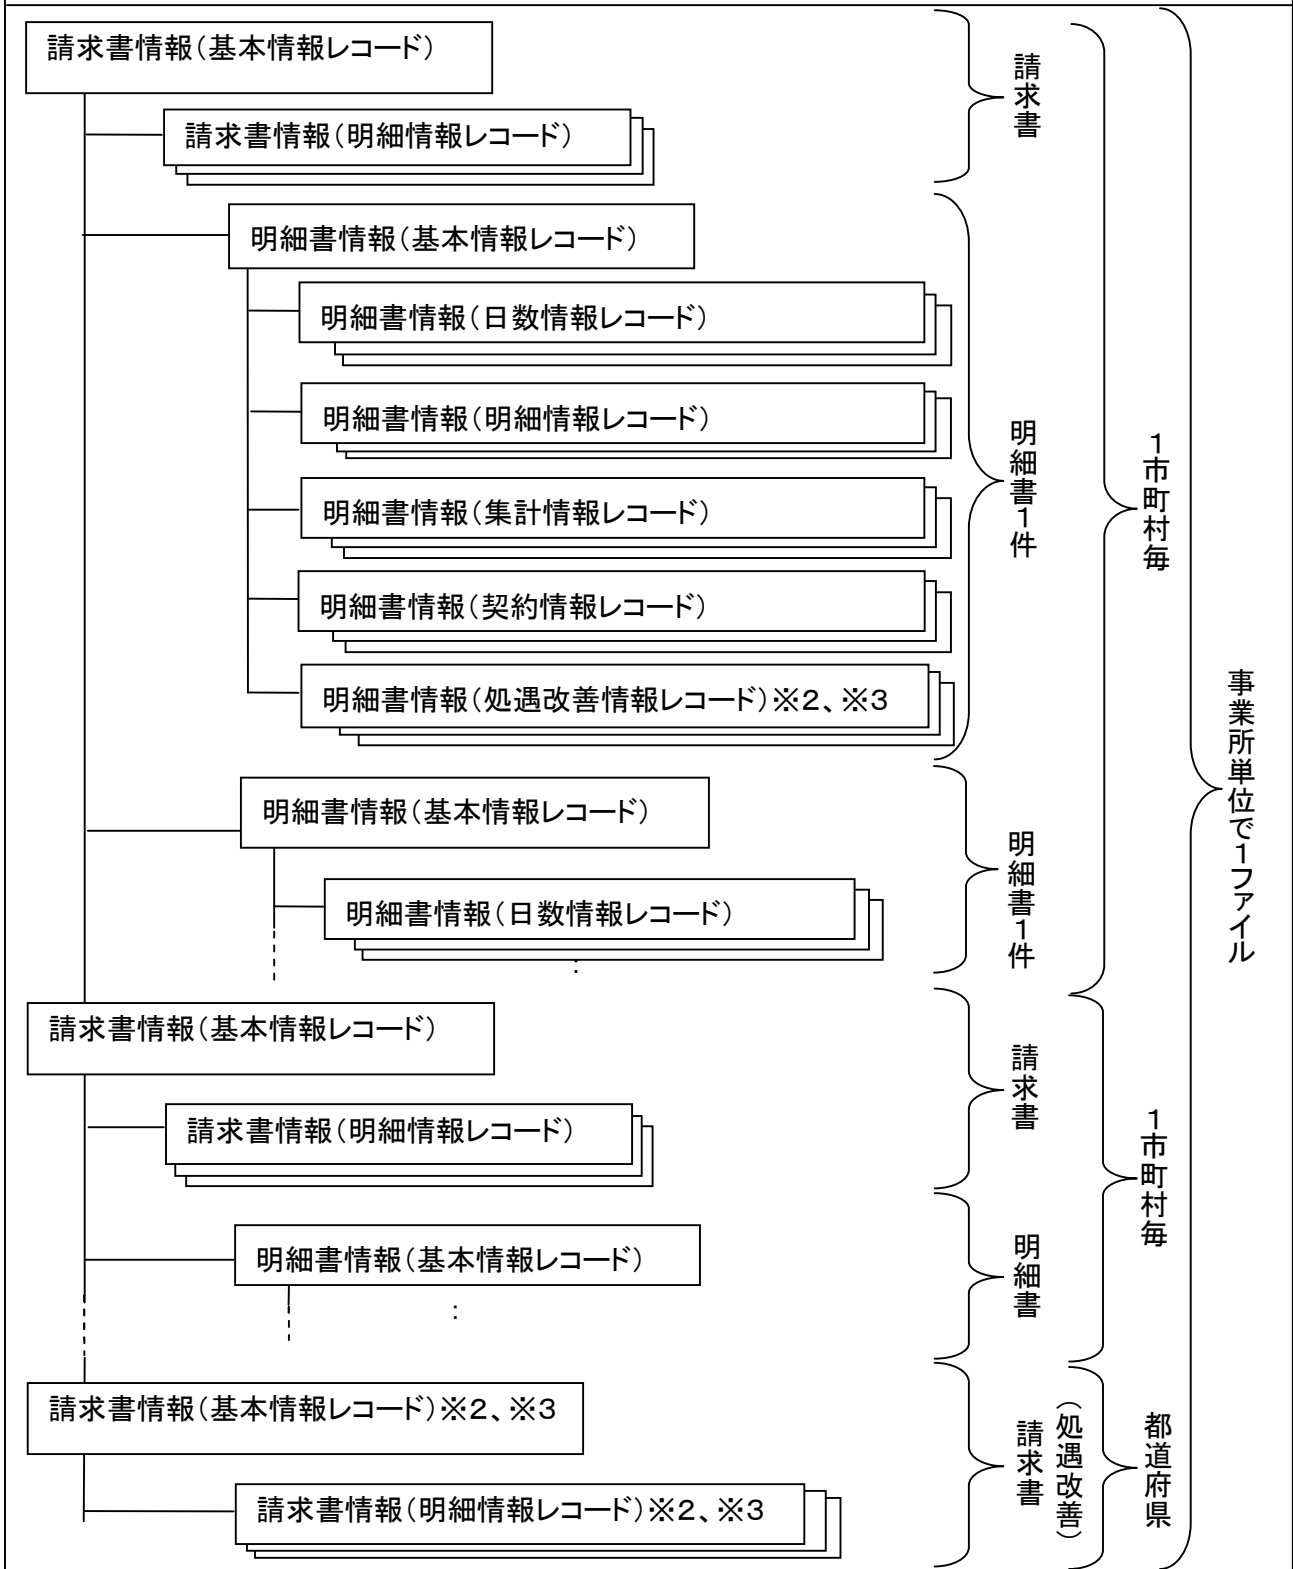 請求書情報（基本情報レコード）
請求書情報（明細情報レコード）
請求書
明細書情報（基本情報レコード）
明細書情報（日数情報レコード）
明細書情報（明細情報レコード）
明細書情報（集計情報レコード）
明細書情報（契約情報レコード）
明細書情報（処遇改善情報レコード）※２、※３
明細書１件
明細書情報（基本情報レコード）
明細書情報（日数情報レコード）
：
明細書１件
１市町村毎
請求書情報（基本情報レコード）
請求書情報（明細情報レコード）
請求書
明細書情報（基本情報レコード）
：
明細書
１市町村毎
請求書情報（基本情報レコード）※２、※３
請求書情報（明細情報レコード）※２、※３
請求書
（処遇改善）
都道府県
事業所単位で１ファイル